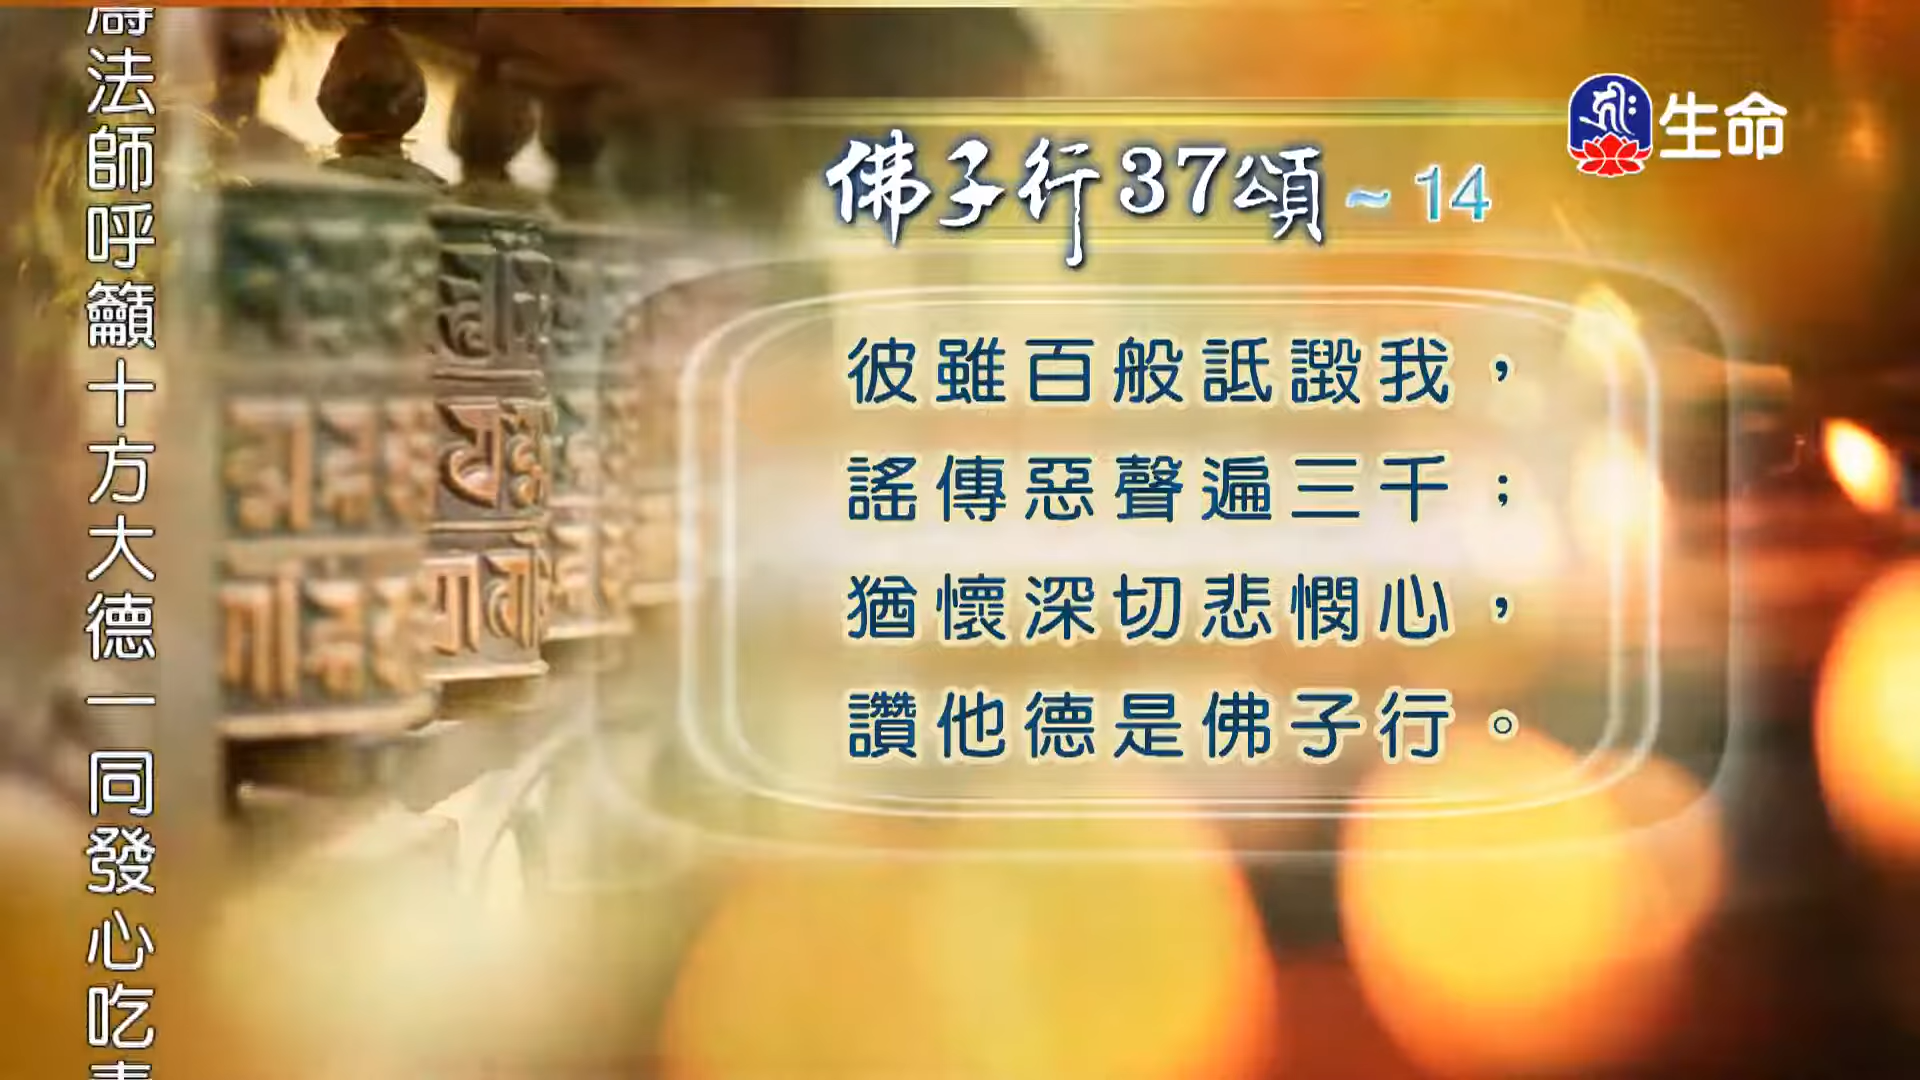 佛子行37頌~14
生命
彼雖百般詆譭我，
謠傳惡聲遍三千；
猶懷深切悲憫心，
讚他德是佛子行。
法師呼籲十方大德一同發心吃